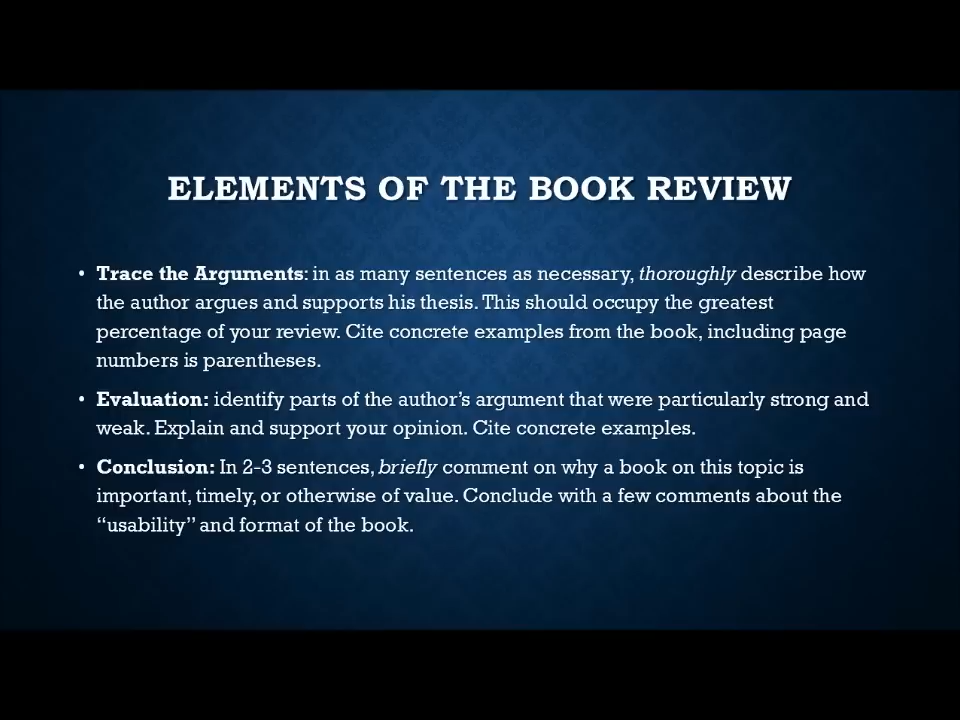 ELEMENTS OF THE BOOK REVIEW
• Trace the Arguments: in as many sentences as necessary, thoroughly describe how
the author argues and supports his thesis. This should occupy the greatest
percentage of your review. Cite concrete examples from the book, including page
numbers is parentheses.
• Evaluation: identify parts of the author’s argument that were particularly strong and
weak. Explain and support your opinion. Cite concrete examples.
• Conclusion: In 2-3 sentences, briefly comment on why a book on this topic is
important, timely, or otherwise of value. Conclude with a few comments about the
“usability” and format of the book.